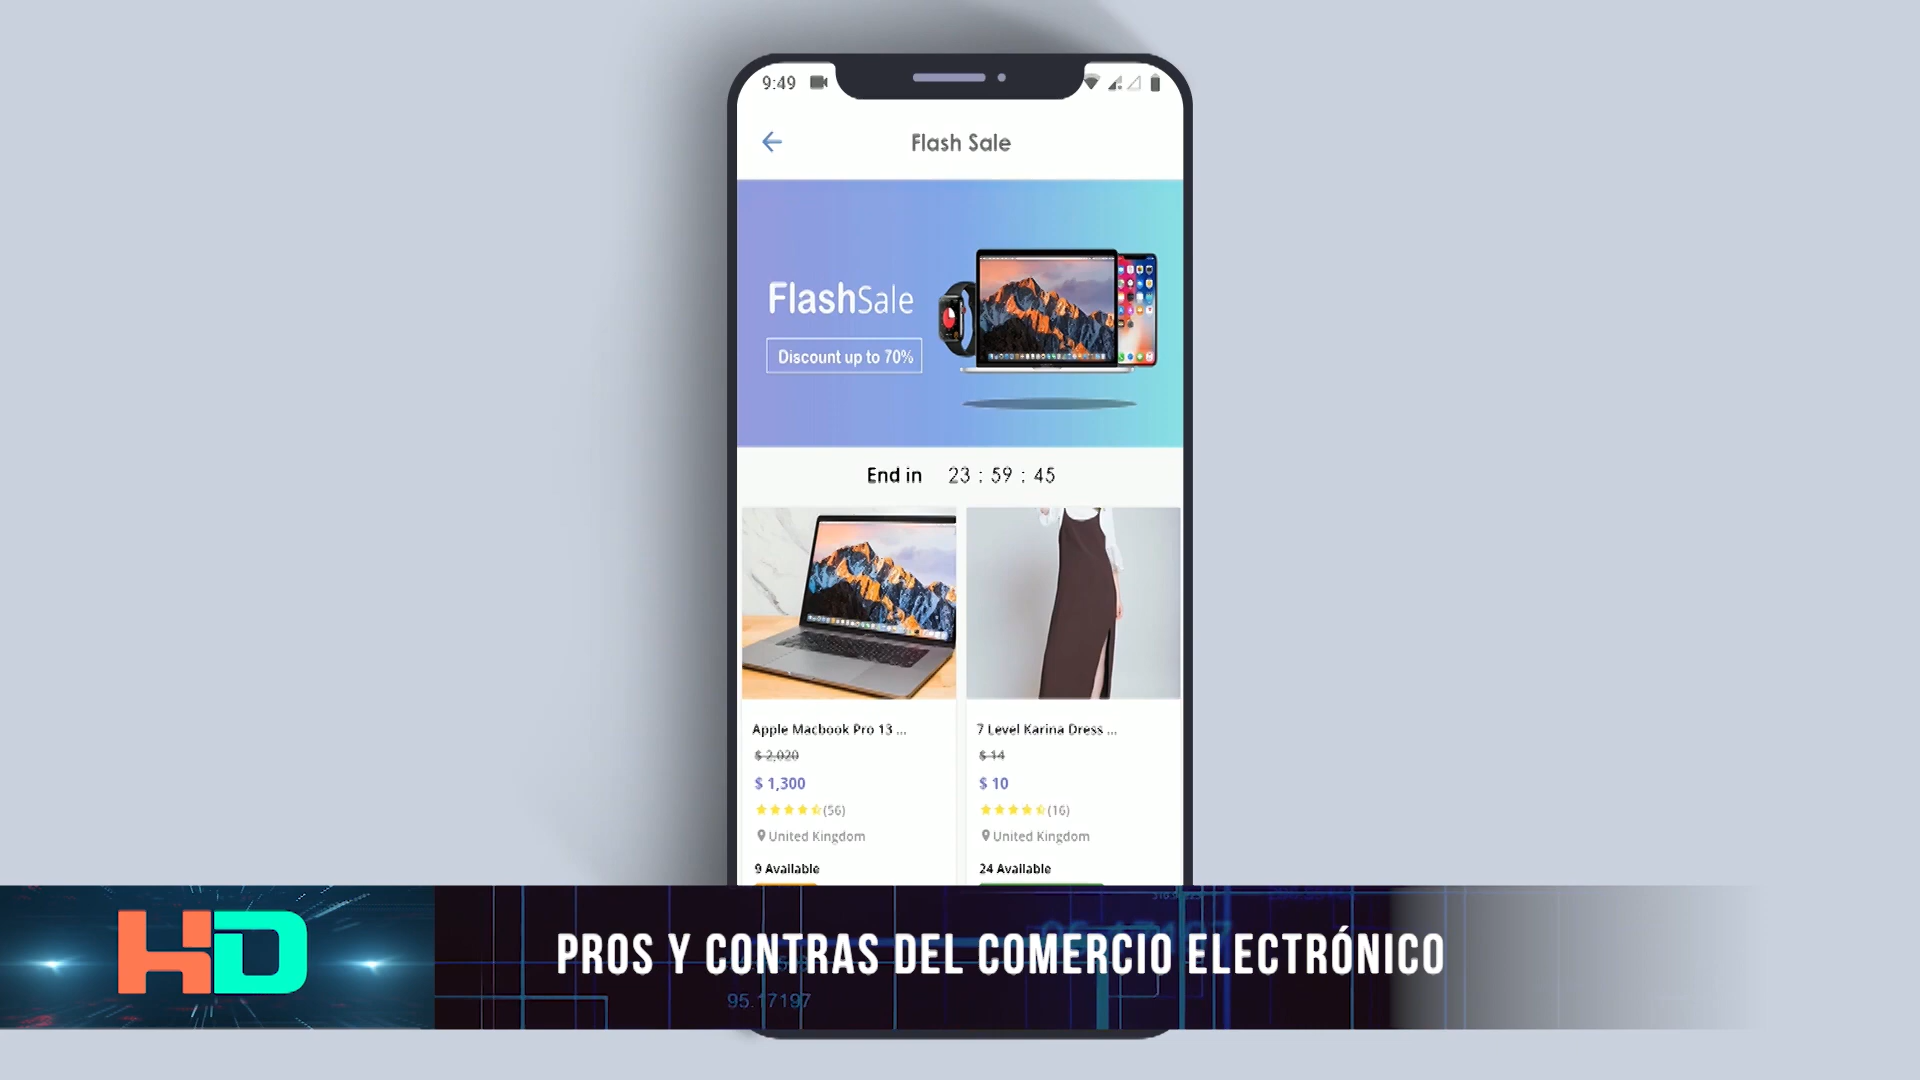 9:49
Flash Sale
FlashSale
Discount up to 70%
End in 23 : 59 : 45
Apple Macbook Pro 13 ...
$ 2,020
$ 1,300
(56)
United Kingdom
9 Available
7 Level Karina Dress ...
$ 14
$ 10
(16)
United Kingdom
24 Available
HD
PROS Y CONTRAS DEL COMERCIO ELECTRÓNICO
95.17197